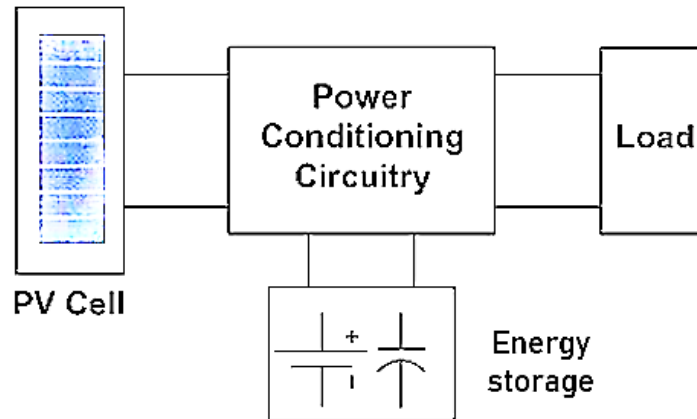 Power
Conditioning
Circuitry
Load
PV Cell
+
Energy
storage